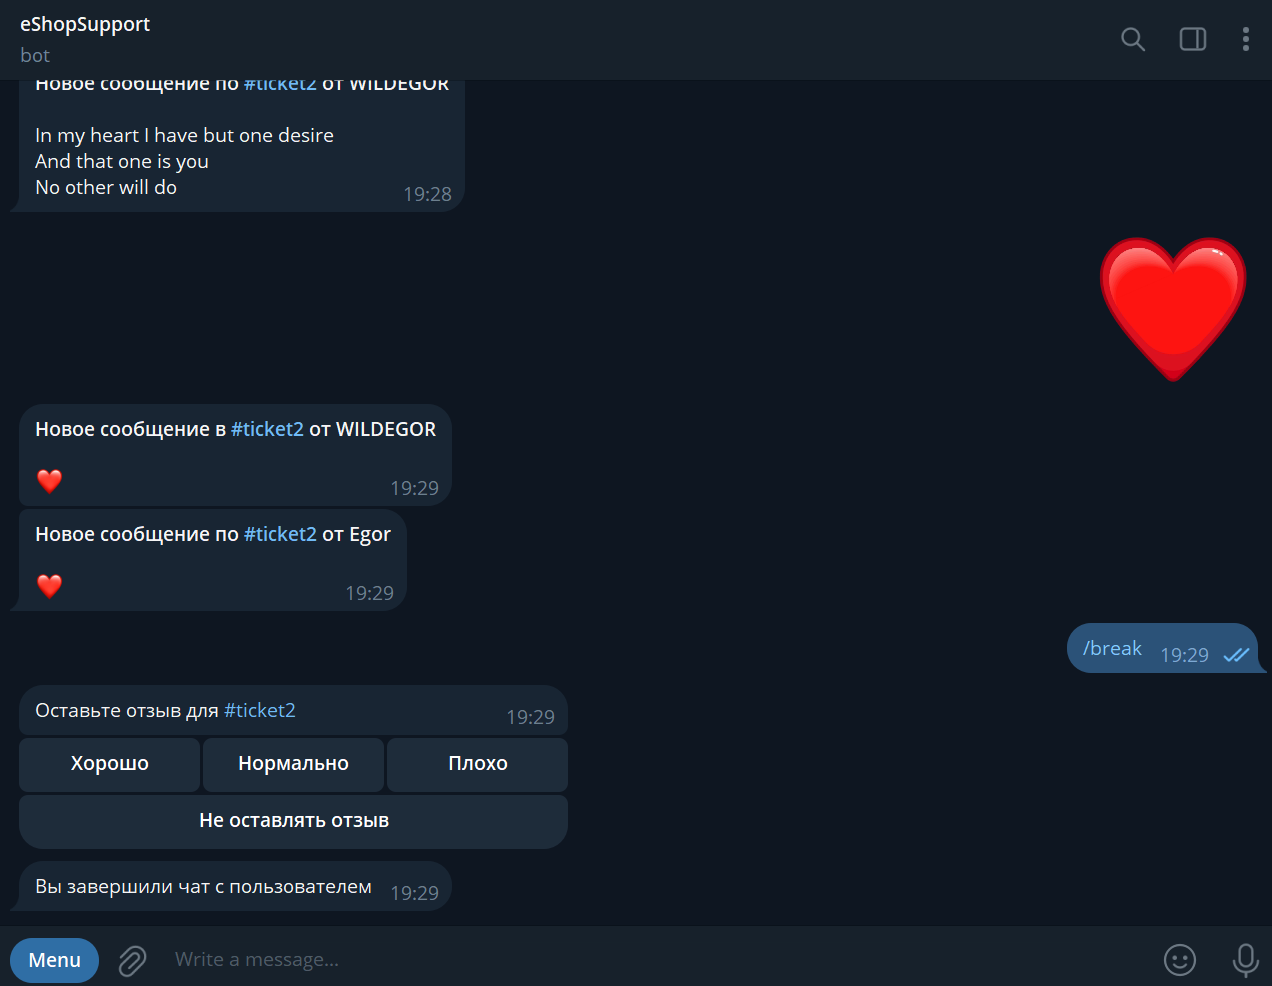 eShopSupport
bot
Новое сообщение по #ticket2 от WILDEGOR
In my heart I have but one desire
And that one is you
No other will do
19:28
Новое сообщение в #ticket2 от WILDEGOR
19:29
Новое сообщение по #ticket2 от Egor
19:29
/break 19:29
Оставьте отзыв для #ticket2 19:29
Хорошо Нормально Плохо
Не оставлять отзыв
Вы завершили чат с пользователем 19:29
Menu Write a message...